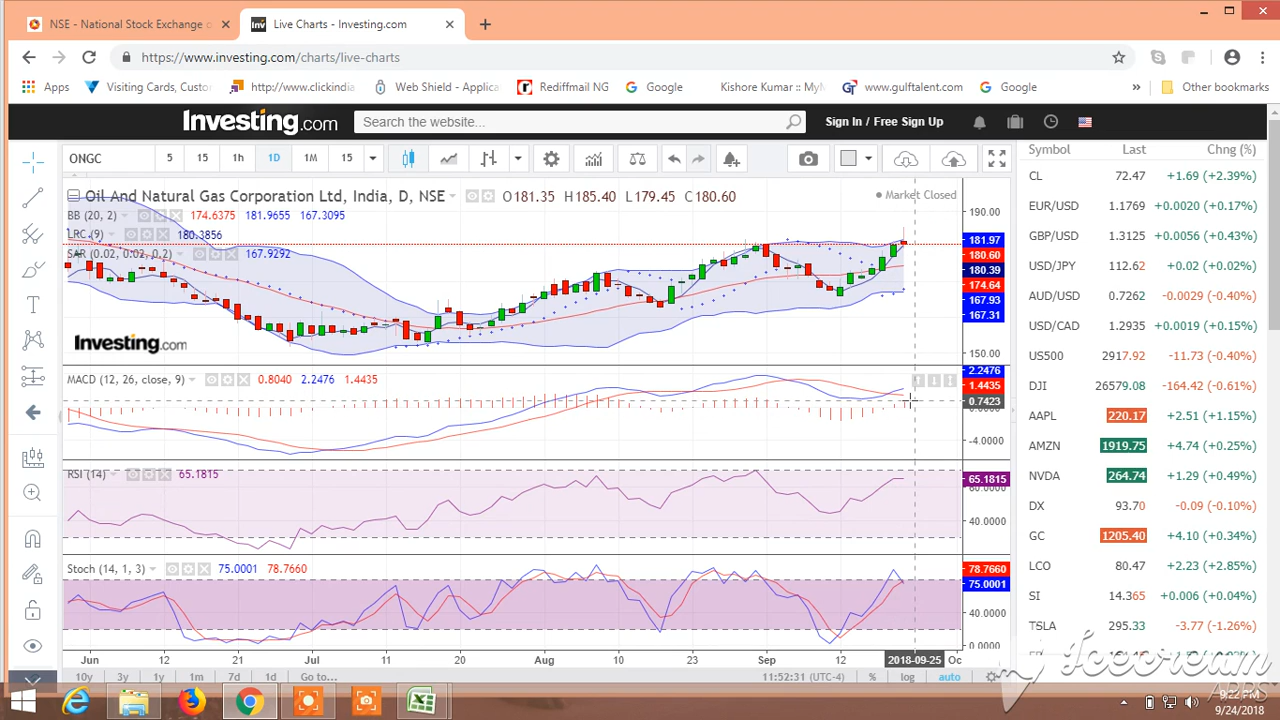 NSE - National Stock Exchange o
Live Charts - Investing.com
https://www.investing.com/charts/live-charts
Apps
Visiting Cards, Custo
http://www.clickindia
Web Shield - Applica
Rediffmail NG
Google
Kishore Kumar :: My
www.gulftalent.com
Google
»
Other bookmarks
Investing.com
Search the website...
Sign In / Free Sign Up
ONGC
5 15 1h 1D 1M 15
Oil And Natural Gas Corporation Ltd, India, D, NSE
O181.35 H185.40 L179.45 C180.60
Market Closed
BB (20, 2) 174.6375 181.9655 167.3095
LRC (9) 180.3856
SAR (0.02, 0.02, 0.2) 167.9292
190.00
181.97
180.60
180.39
174.64
167.93
167.31
150.00
Investing.com
MACD (12, 26, close, 9) 0.8040 2.2476 1.4435
2.2476
1.4435
0.7423
0.0000
-4.0000
RSI (14) 65.1815
65.1815
60.0000
40.0000
Stoch (14, 1, 3) 75.0001 78.7660
78.7660
75.0001
40.0000
0.0000
Jun 12 21 Jul 11 20 Aug 10 23 Sep 12 2018-09-25 Oc
10y 3y 1y 1m 7d 1d Go to...
11:52:31 (UTC-4) % log auto
Symbol Last Chng (%)
CL 72.47 +1.69 (+2.39%)
EUR/USD 1.1769 +0.0020 (+0.17%)
GBP/USD 1.3125 +0.0056 (+0.43%)
USD/JPY 112.62 +0.02 (+0.02%)
AUD/USD 0.7262 -0.0029 (-0.40%)
USD/CAD 1.2935 +0.0019 (+0.15%)
US500 2917.92 -11.73 (-0.40%)
DJI 26579.08 -164.42 (-0.61%)
AAPL 220.17 +2.51 (+1.15%)
AMZN 1919.75 +4.74 (+0.25%)
NVDA 264.74 +1.29 (+0.49%)
DX 93.70 -0.09 (-0.10%)
GC 1205.40 +4.10 (+0.34%)
LCO 80.47 +2.23 (+2.85%)
SI 14.365 +0.006 (+0.04%)
TSLA 295.33 -3.77 (-1.26%)
Icecream
APPS
9:22 PM
9/24/2018